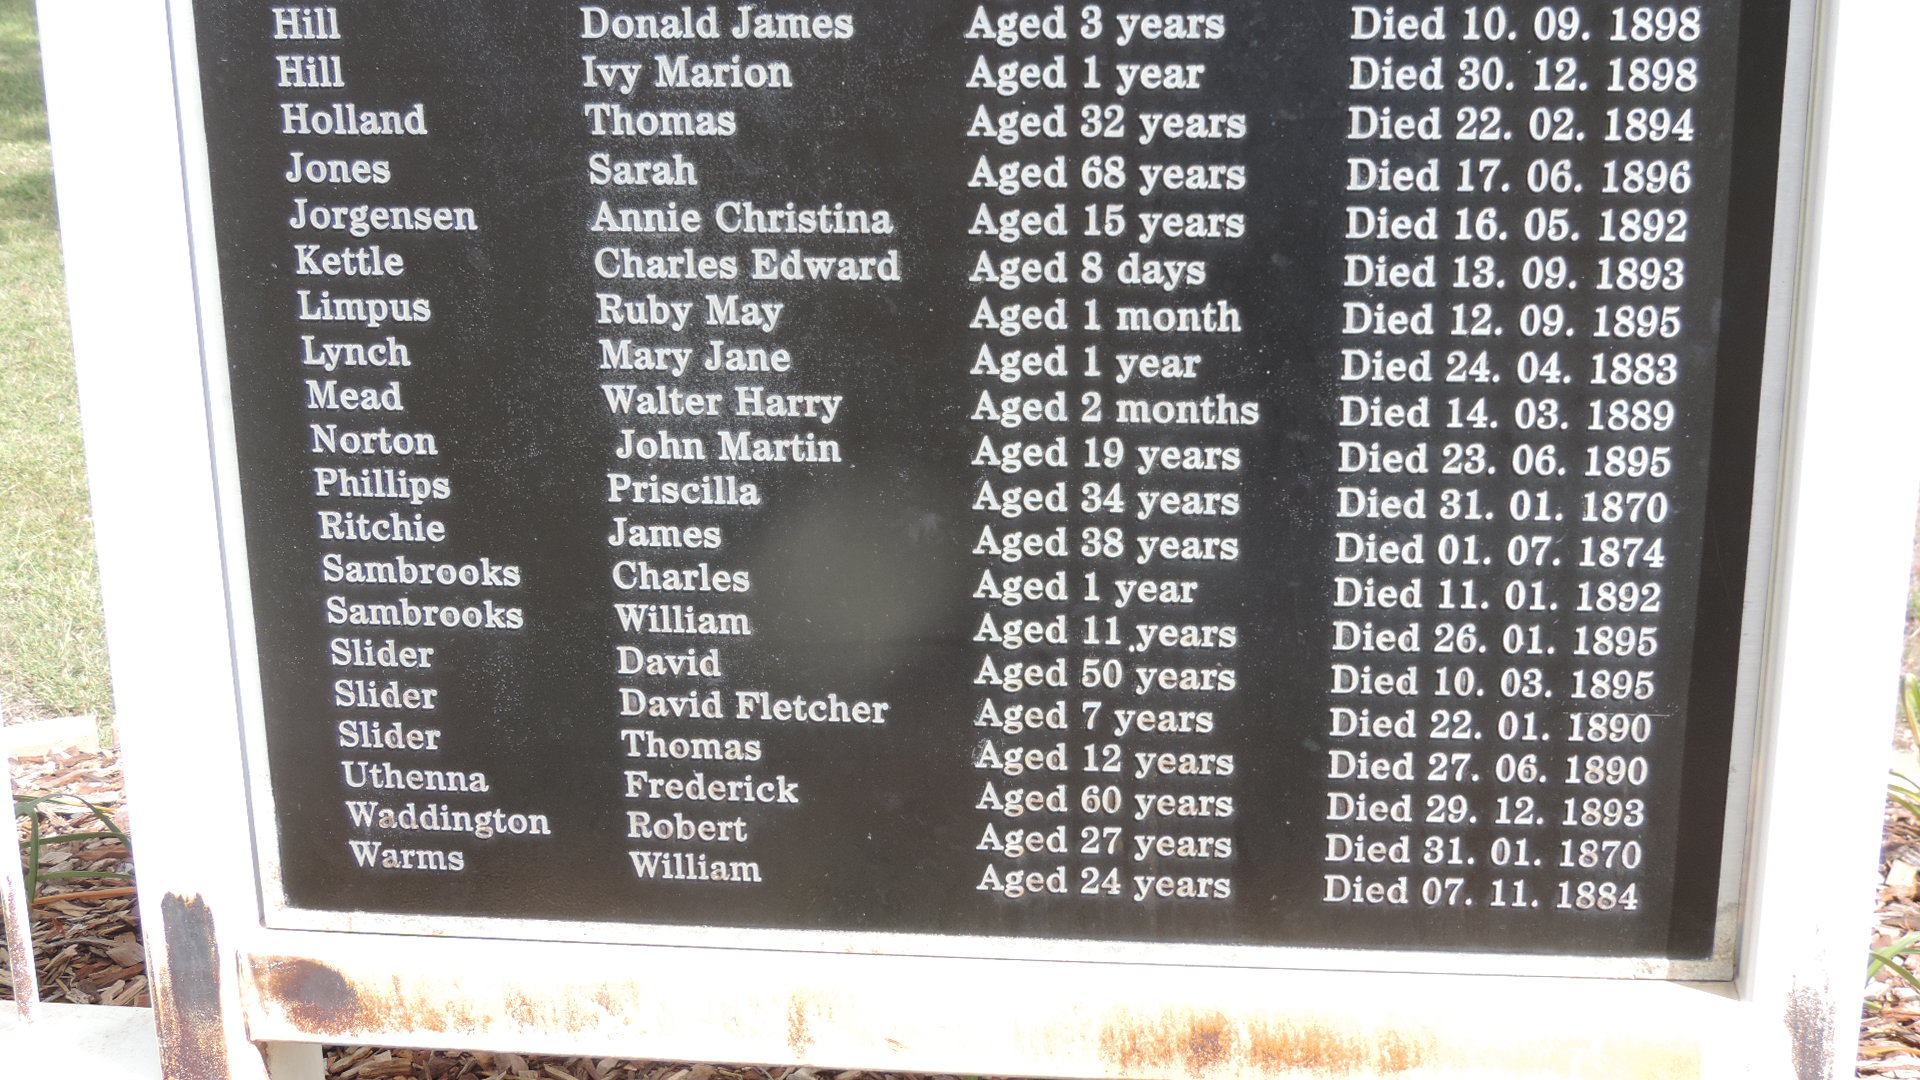 Hill Donald James Aged 3 years Died 10. 09. 1898
Hill Ivy Marion Aged 1 year Died 30. 12. 1898
Holland Thomas Aged 32 years Died 22. 02. 1894
Jones Sarah Aged 68 years Died 17. 06. 1896
Jorgensen Annie Christina Aged 15 years Died 16. 05. 1892
Kettle Charles Edward Aged 8 days Died 13. 09. 1893
Limpus Ruby May Aged 1 month Died 12. 09. 1895
Lynch Mary Jane Aged 1 year Died 24. 04. 1883
Mead Walter Harry Aged 2 months Died 14. 03. 1889
Norton John Martin Aged 19 years Died 23. 06. 1895
Phillips Priscilla Aged 34 years Died 31. 01. 1870
Ritchie James Aged 38 years Died 01. 07. 1874
Sambrooks Charles Aged 1 year Died 11. 01. 1892
Sambrooks William Aged 11 years Died 26. 01. 1895
Slider David Aged 50 years Died 10. 03. 1895
Slider David Fletcher Aged 7 years Died 22. 01. 1890
Slider Thomas Aged 12 years Died 27. 06. 1890
Uthenna Frederick Aged 60 years Died 29. 12. 1893
Waddington Robert Aged 27 years Died 31. 01. 1870
Warms William Aged 24 years Died 07. 11. 1884